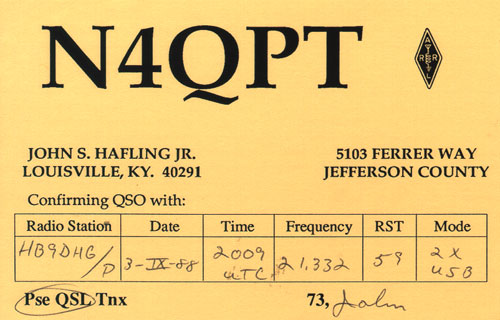 N4QPT
ARRL
JOHN S. HAFLING JR. 5103 FERRER WAY
LOUISVILLE, KY. 40291 JEFFERSON COUNTY
Confirming QSO with:
Radio Station Date Time Frequency RST Mode
HB9DHG/P 3-IX-88 2009 UTC 21,332 59 2X USB
Pse QSL Tnx 73, John